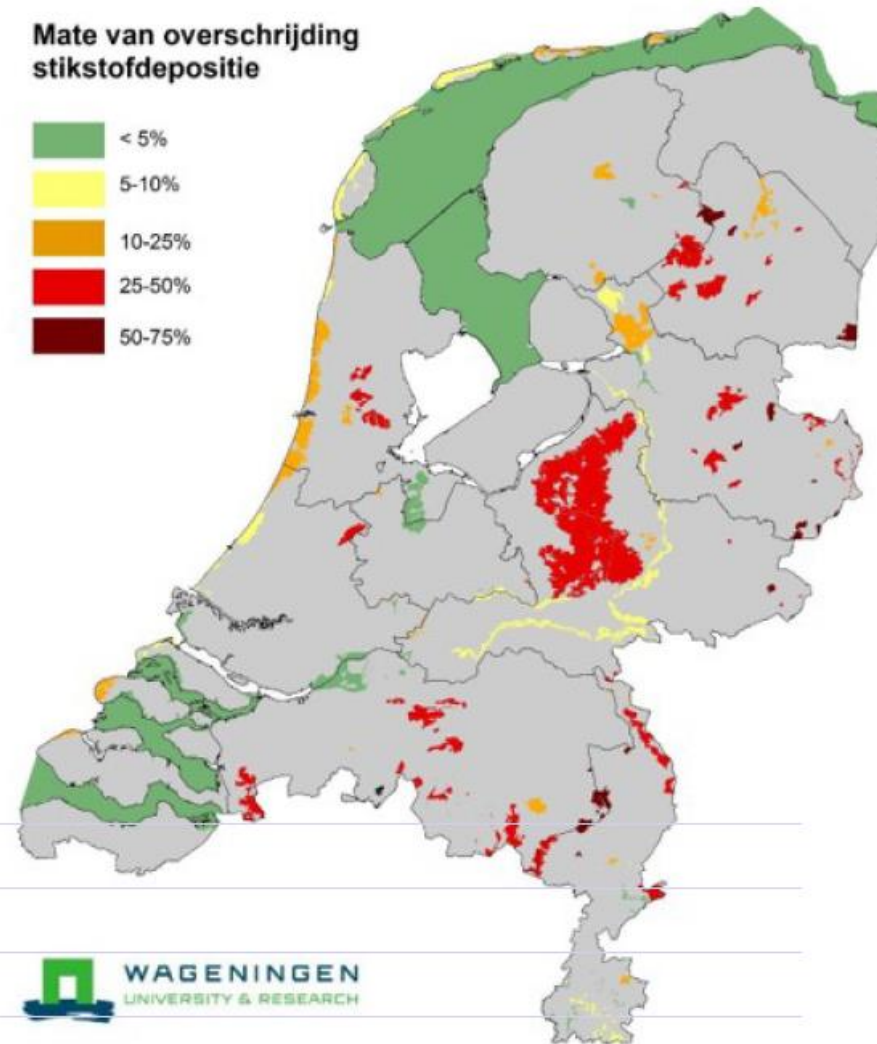 Mate van overschrijding
stikstofdepositie
< 5%
5-10%
10-25%
25-50%
50-75%
WAGENINGEN
UNIVERSITY & RESEARCH